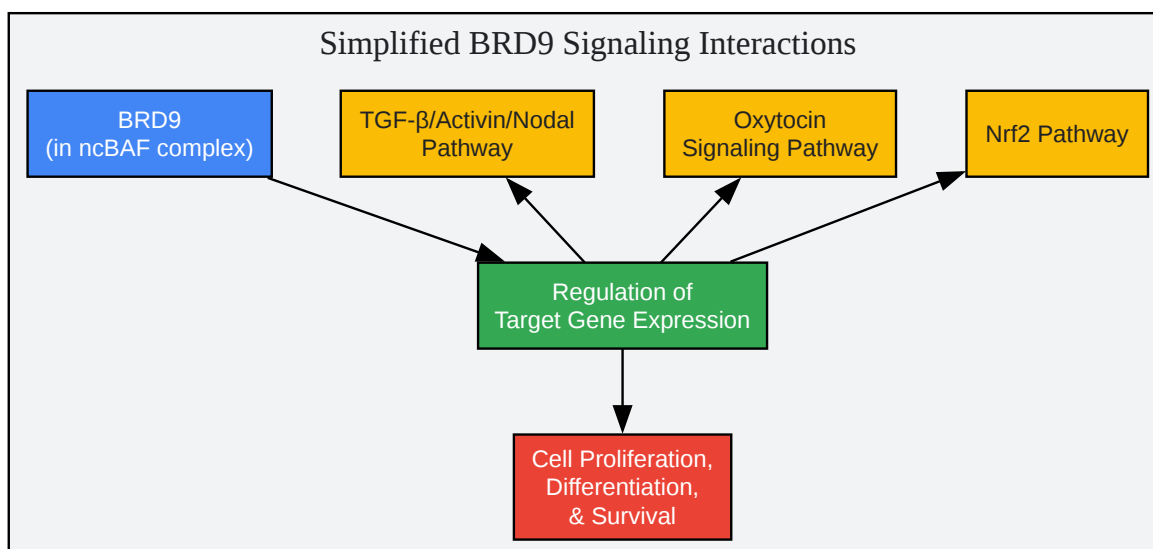 Simplified BRD9 Signaling Interactions
BRD9
(in ncBAF complex)
TGF-β/Activin/Nodal
Pathway
Oxytocin
Signaling Pathway
Nrf2 Pathway
Regulation of
Target Gene Expression
Cell Proliferation,
Differentiation,
& Survival